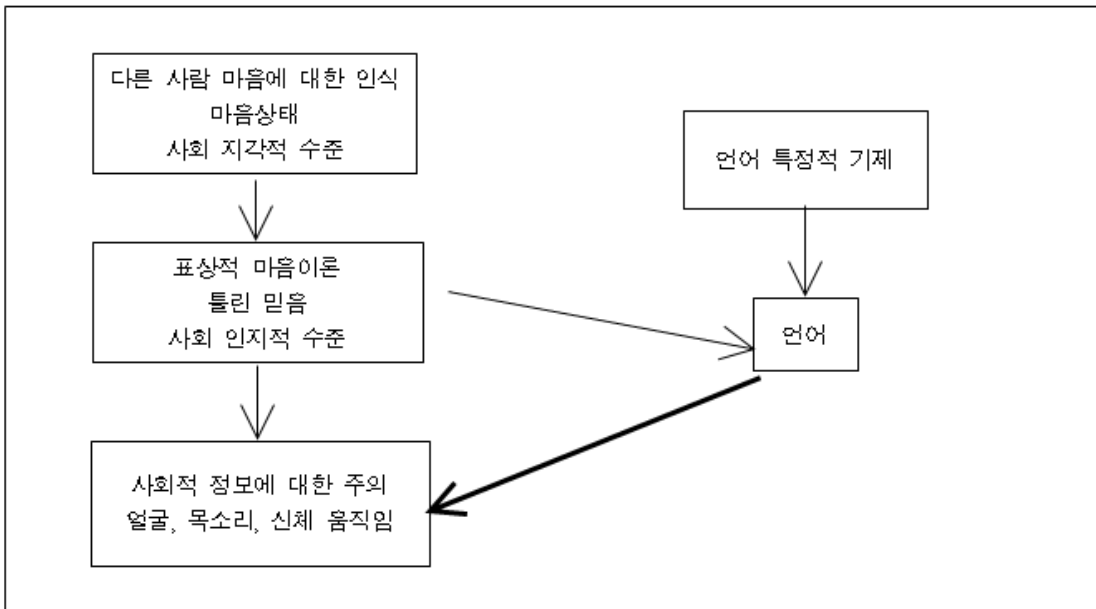 다른 사람 마음에 대한 인식
마음상태
사회 지각적 수준
언어 특정적 기제
표상적 마음이론
틀린 믿음
사회 인지적 수준
언어
사회적 정보에 대한 주의
얼굴, 목소리, 신체 움직임